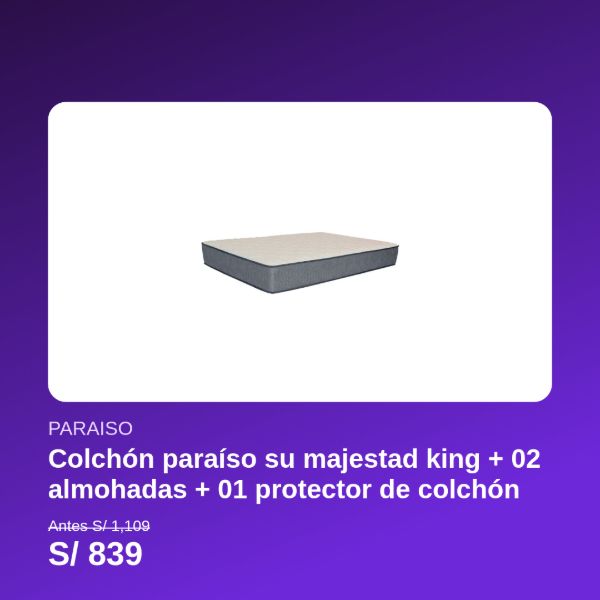 PARAISO
Colchón paraíso su majestad king + 02
almohadas + 01 protector de colchón
Antes S/ 1,109
S/ 839